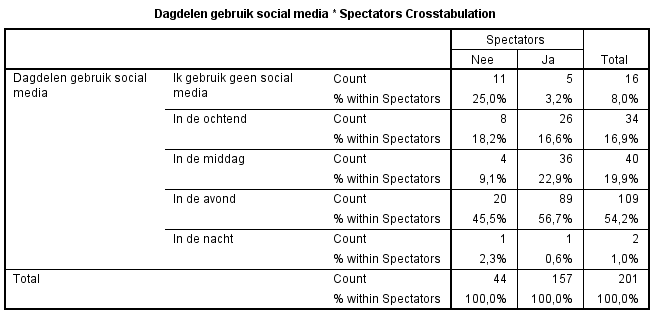 Dagdelen gebruik social media * Spectators Crosstabulation
Spectators
Nee Ja Total
Dagdelen gebruik social media Ik gebruik geen social media Count 11 5 16
% within Spectators 25,0% 3,2% 8,0%
In de ochtend Count 8 26 34
% within Spectators 18,2% 16,6% 16,9%
In de middag Count 4 36 40
% within Spectators 9,1% 22,9% 19,9%
In de avond Count 20 89 109
% within Spectators 45,5% 56,7% 54,2%
In de nacht Count 1 1 2
% within Spectators 2,3% 0,6% 1,0%
Total Count 44 157 201
% within Spectators 100,0% 100,0% 100,0%